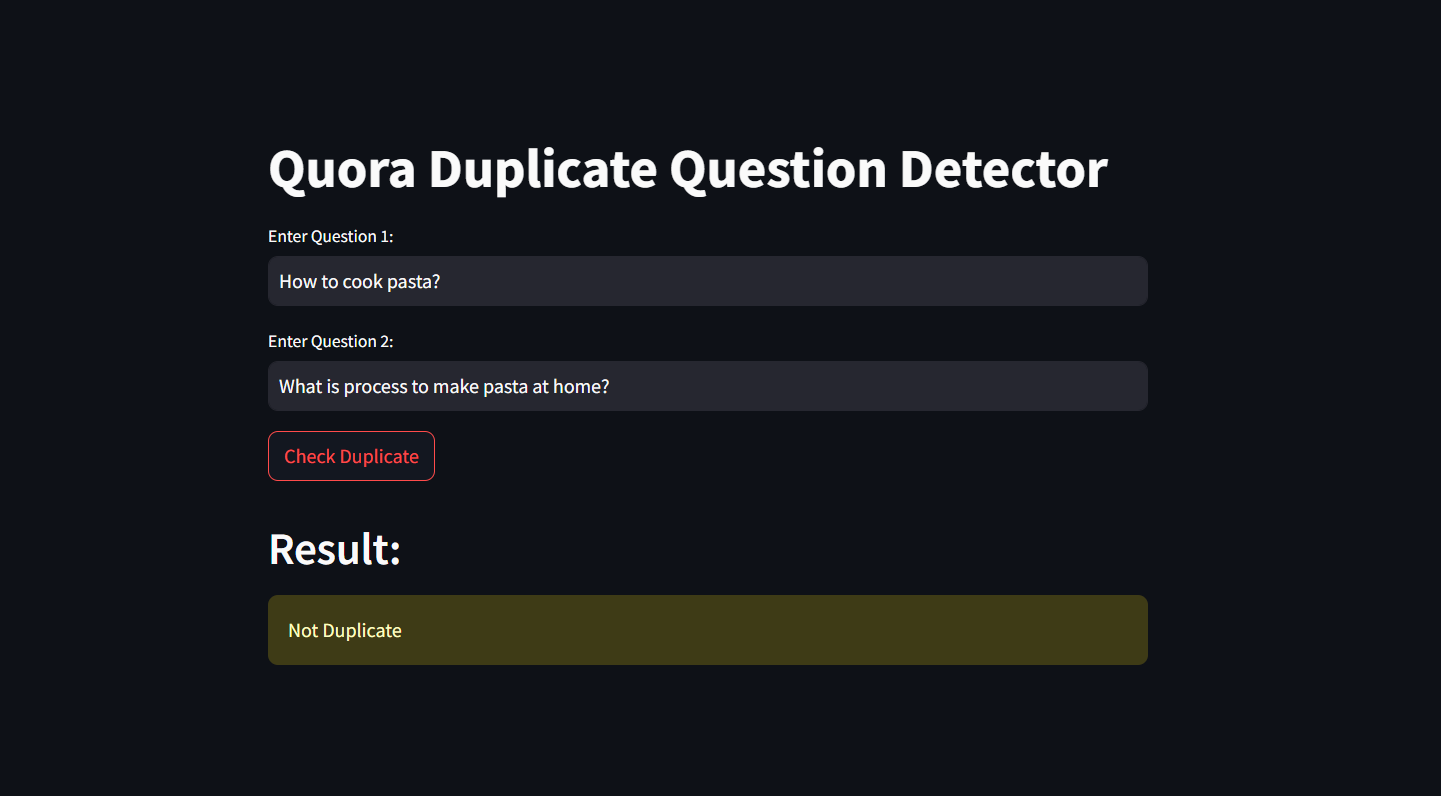 Quora Duplicate Question Detector
Enter Question 1:
How to cook pasta?
Enter Question 2:
What is process to make pasta at home?
Check Duplicate
Result:
Not Duplicate